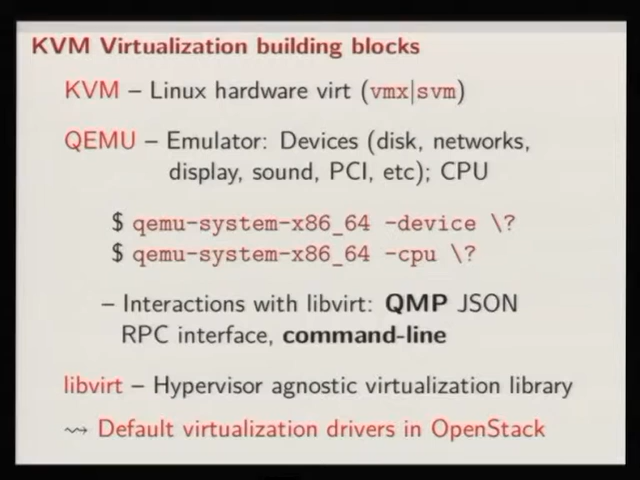 KVM Virtualization building blocks
KVM – Linux hardware virt (vmx|svm)
QEMU – Emulator: Devices (disk, networks,
display, sound, PCI, etc); CPU
$ qemu-system-x86_64 -device \?
$ qemu-system-x86_64 -cpu \?
– Interactions with libvirt: QMP JSON
RPC interface, command-line
libvirt – Hypervisor agnostic virtualization library
⇝ Default virtualization drivers in OpenStack